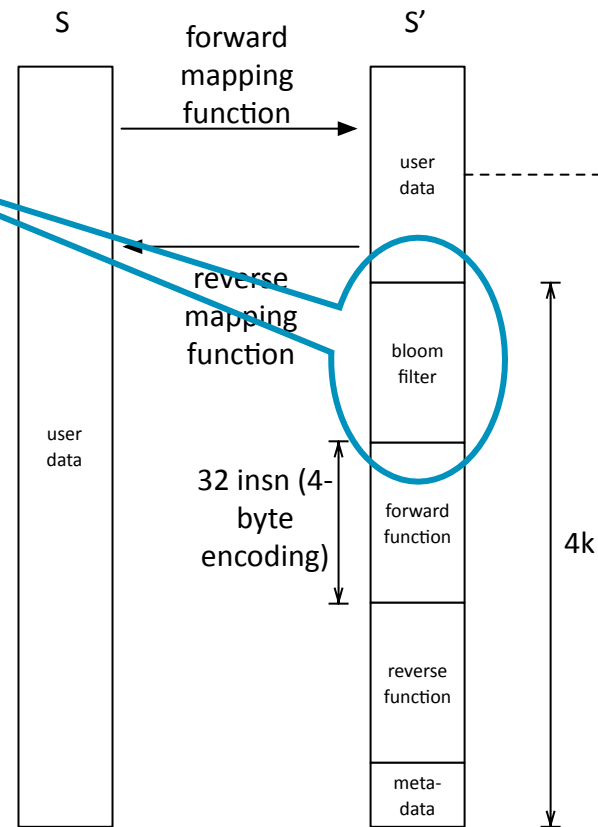 S
S’
forward
mapping
function
user
data
reverse
mapping
function
bloom
filter
user
data
32 insn (4-
byte
encoding)
forward
function
4k
reverse
function
meta-
data